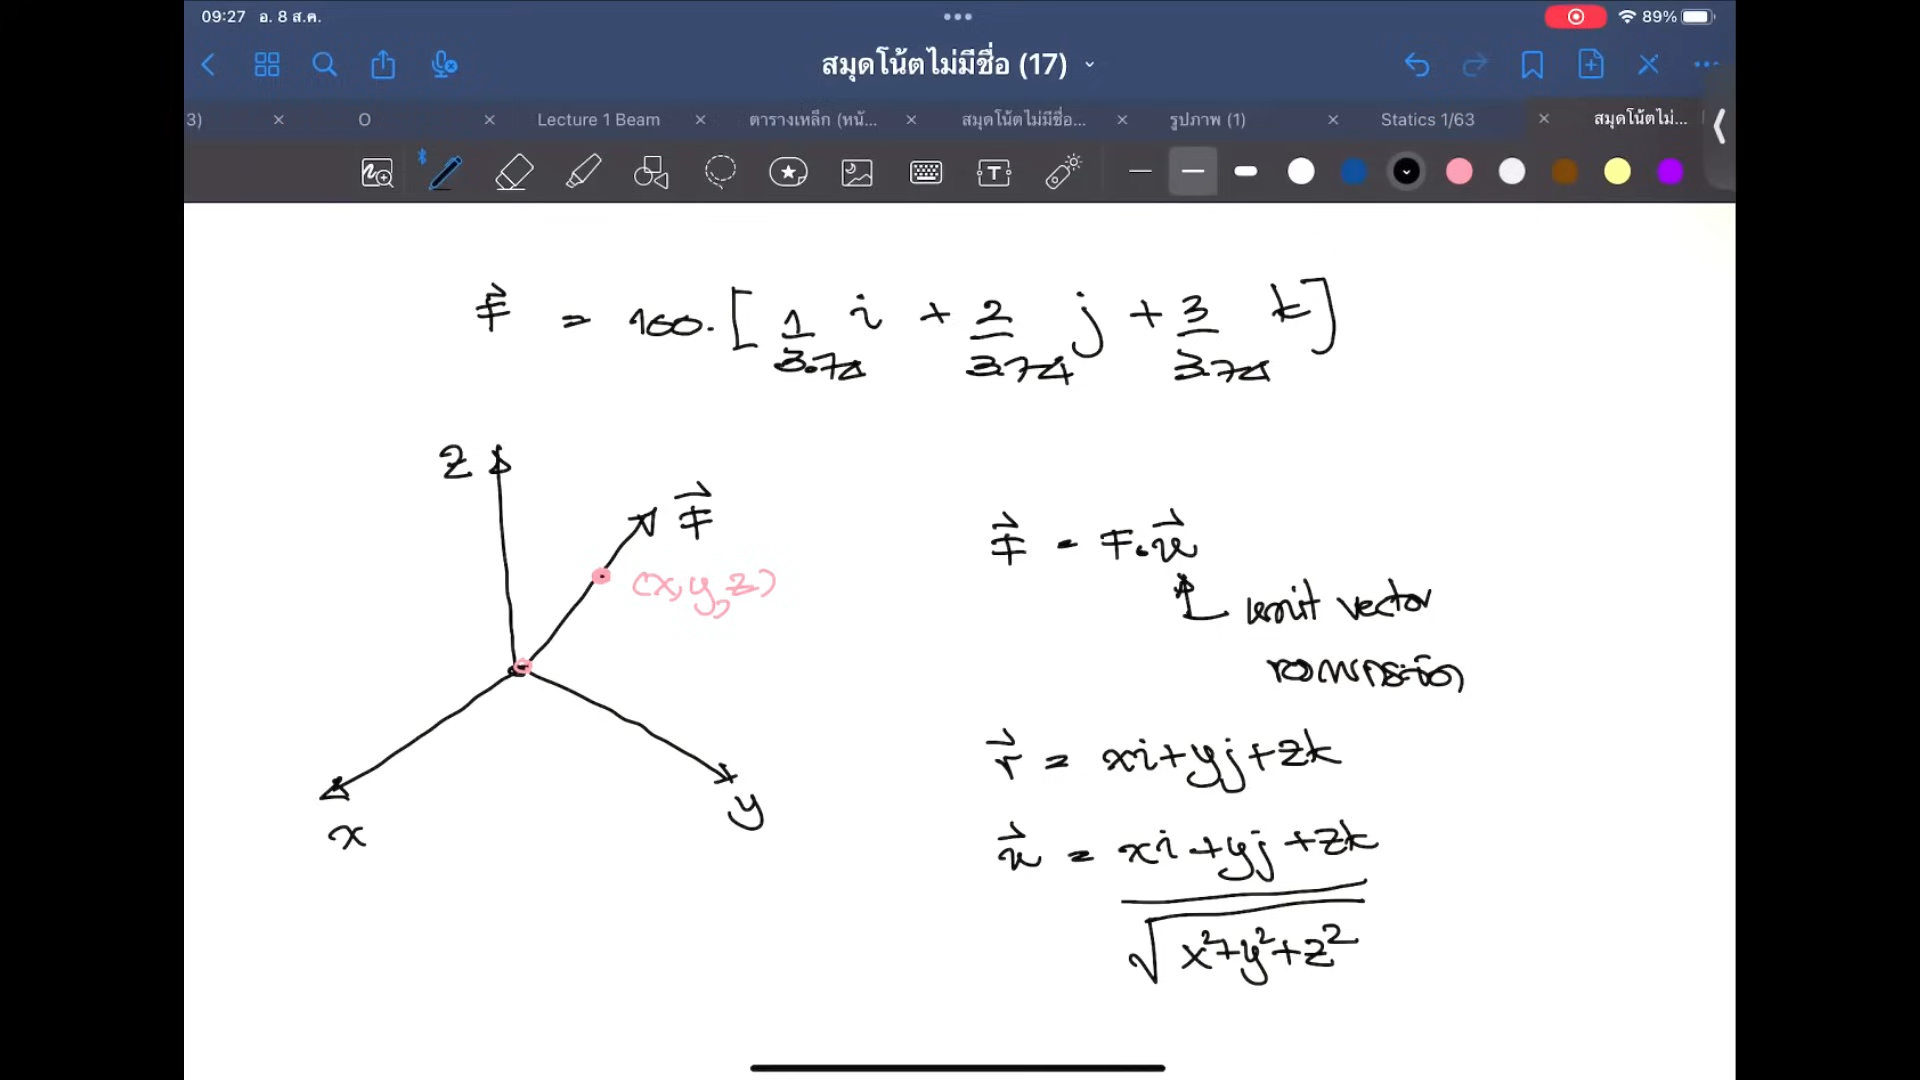 09:27 อ. 8 ส.ค.
89%
สมุดโน้ตไม่มีชื่อ (17)
3)
O
Lecture 1 Beam
ตารางเหล็ก (หนั...
สมุดโน้ตไม่มีชื่อ...
รูปภาพ (1)
Statics 1/63
สมุดโน้ตไม่...
F⃗ = 100.[1/3.74 i + 2/3.74 j + 3/3.74 k]
z
F⃗
(x,y,z)
x
y
F⃗ = F.u⃗
unit vector
r⃗ = xi+yj+zk
u⃗ = xi+yj+zk
√x²+y²+z²